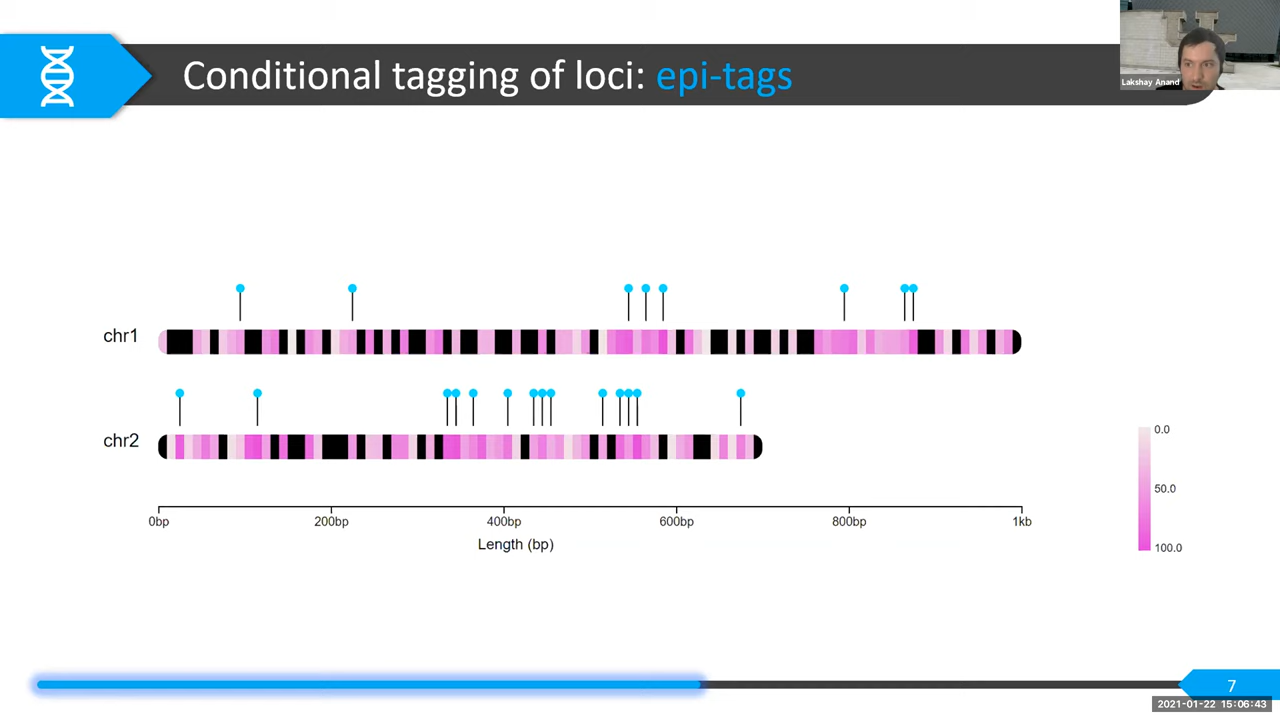 Conditional tagging of loci: epi-tags
Lakshay Anand
chr1
chr2
0bp 200bp 400bp 600bp 800bp 1kb
Length (bp)
0.0
50.0
100.0
7
2021-01-22 15:06:43